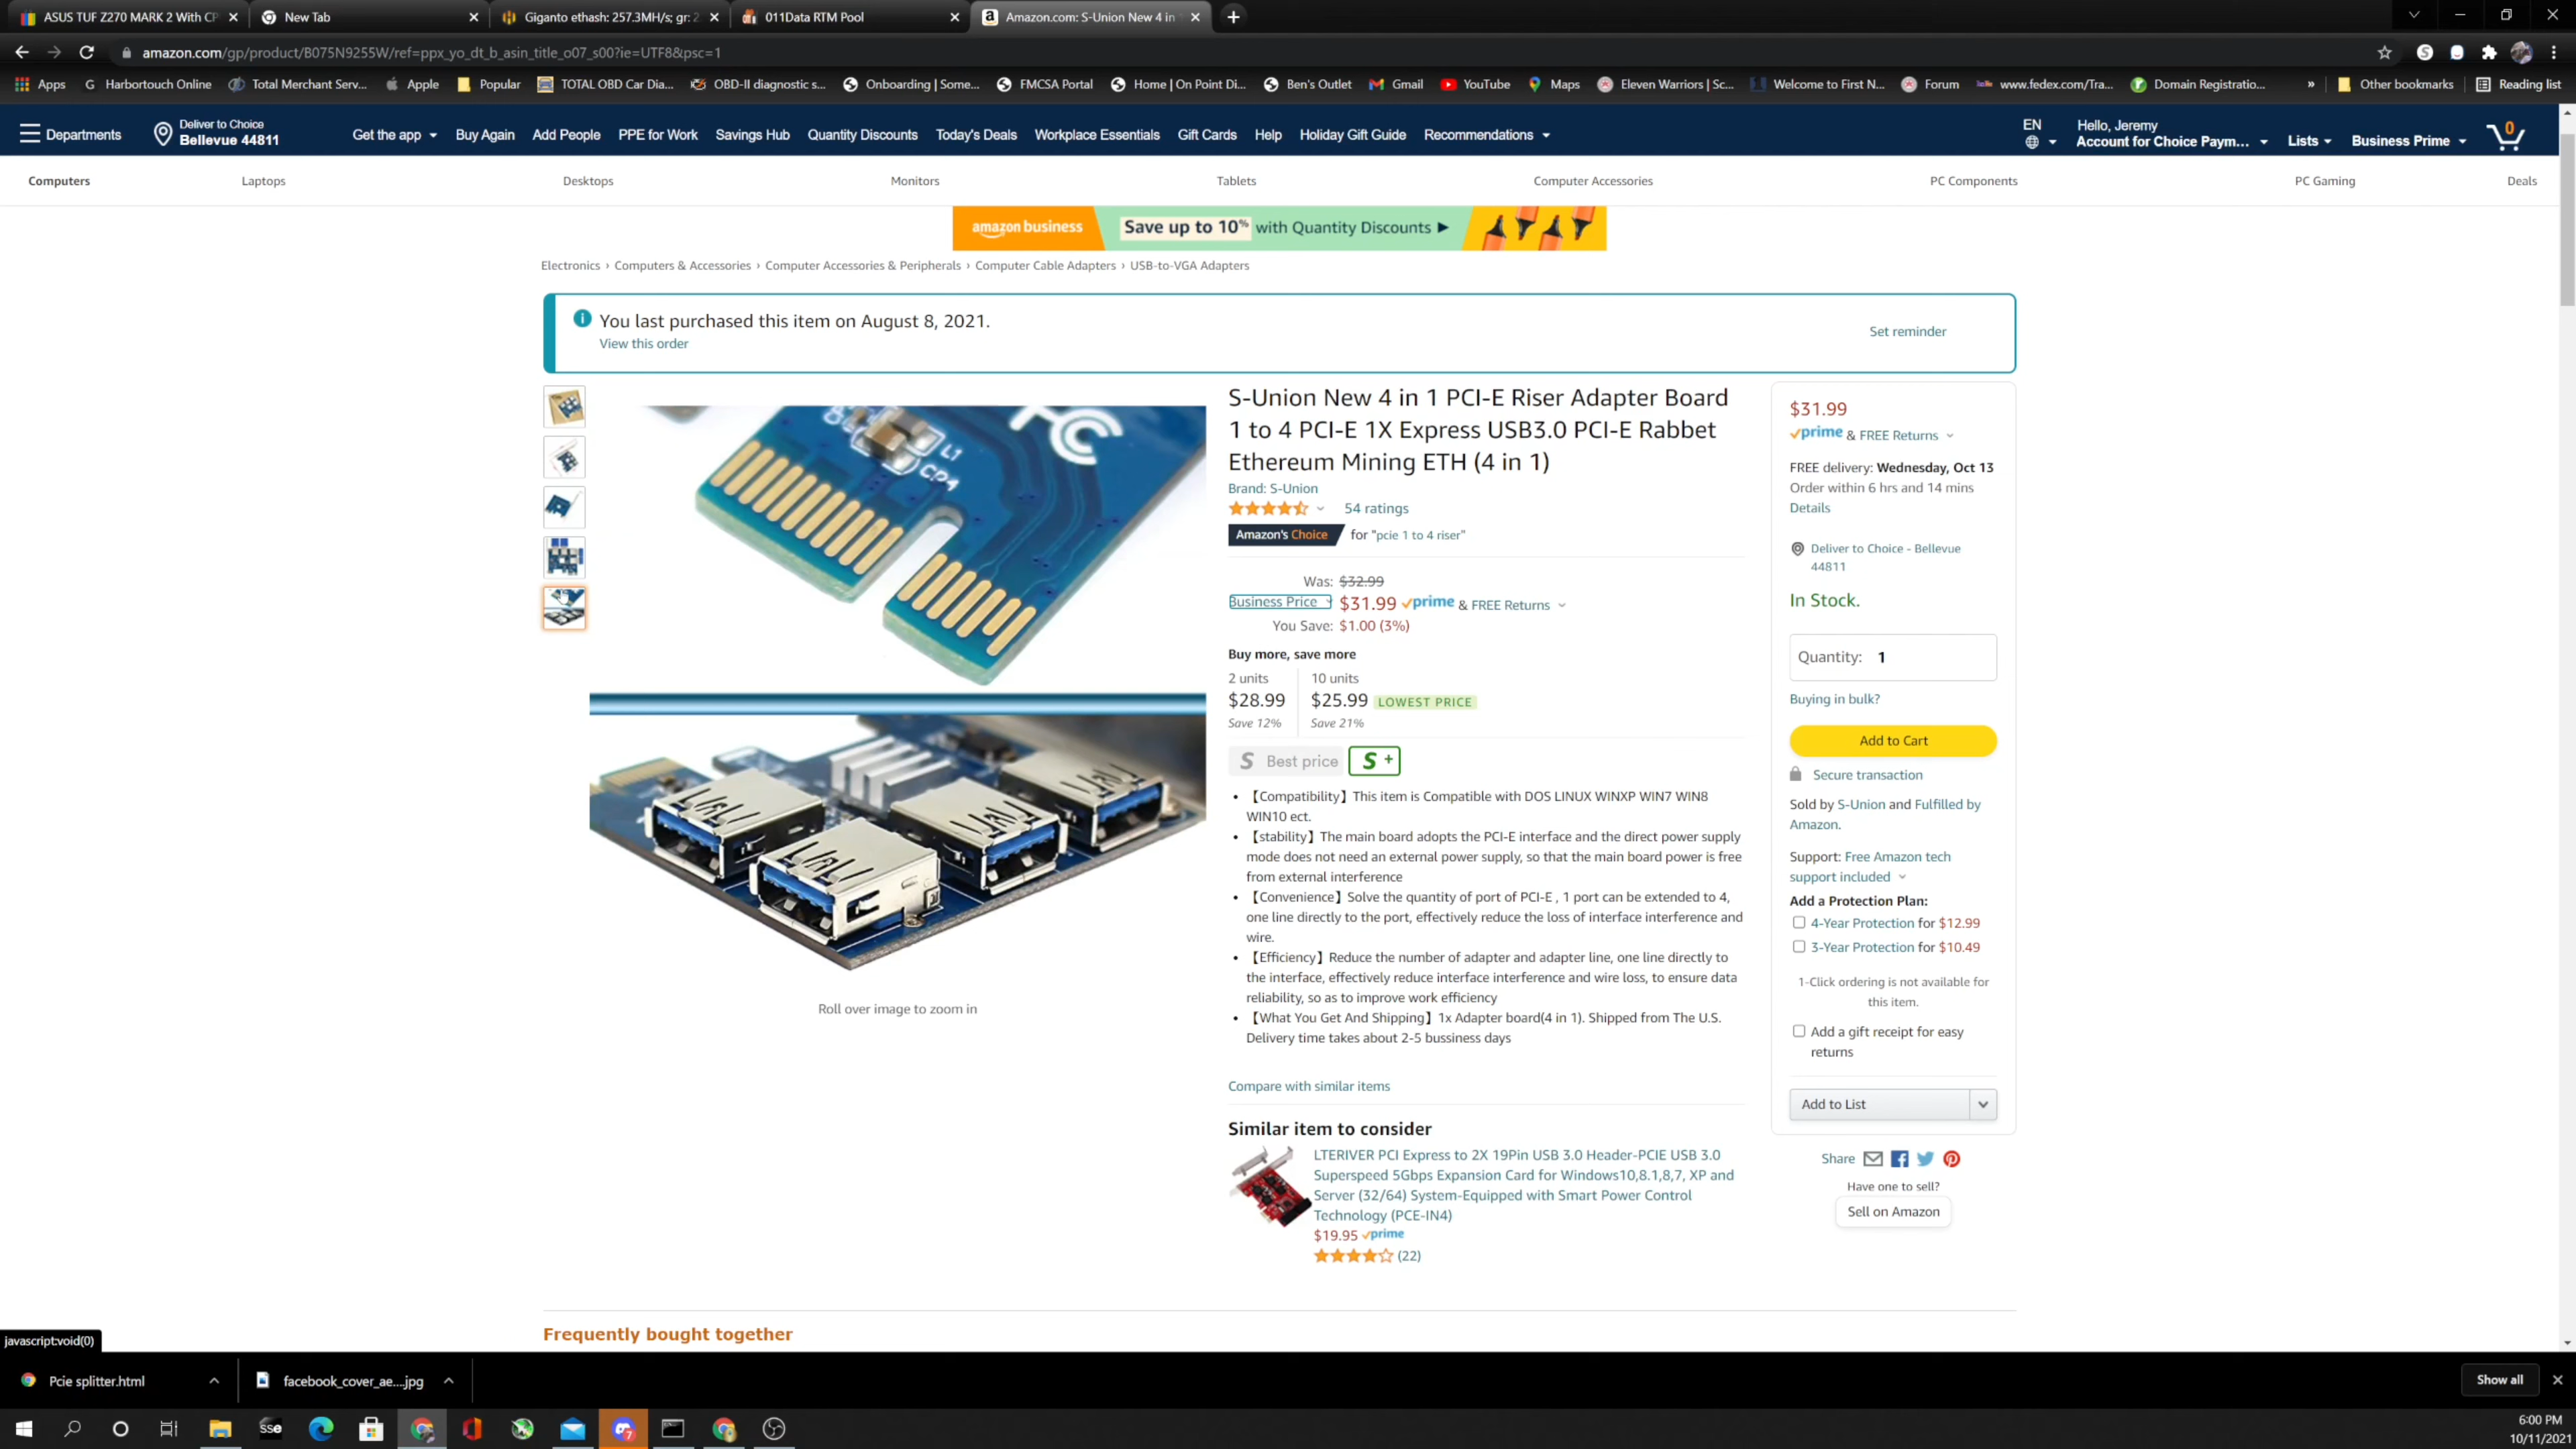 ASUS TUF Z270 MARK 2 With CP
New Tab
Giganto ethash: 257.3MH/s; gr: 2
011Data RTM Pool
Amazon.com: S-Union New 4 in 1
amazon.com/gp/product/B075N9255W/ref=ppx_yo_dt_b_asin_title_o07_s00?ie=UTF8&psc=1
Apps
Harbortouch Online
Total Merchant Serv...
Apple
Popular
TOTAL OBD Car Dia...
OBD-II diagnostic s...
Onboarding | Some...
FMCSA Portal
Home | On Point Di...
Ben's Outlet
Gmail
YouTube
Maps
Eleven Warriors | Sc...
Welcome to First N...
Forum
www.fedex.com/Tra...
Domain Registratio...
»
Other bookmarks
Reading list
Departments
Deliver to Choice
Bellevue 44811
Get the app
Buy Again
Add People
PPE for Work
Savings Hub
Quantity Discounts
Today's Deals
Workplace Essentials
Gift Cards
Help
Holiday Gift Guide
Recommendations
EN
Hello, Jeremy
Account for Choice Paym...
Lists
Business Prime
0
Computers
Laptops
Desktops
Monitors
Tablets
Computer Accessories
PC Components
PC Gaming
Deals
amazon business
Save up to 10% with Quantity Discounts ▶
Electronics › Computers & Accessories › Computer Accessories & Peripherals › Computer Cable Adapters › USB-to-VGA Adapters
You last purchased this item on August 8, 2021.
View this order
Set reminder
L1
CP4
FC
Roll over image to zoom in
S-Union New 4 in 1 PCI-E Riser Adapter Board
1 to 4 PCI-E 1X Express USB3.0 PCI-E Rabbet
Ethereum Mining ETH (4 in 1)
Brand: S-Union
54 ratings
Amazon's Choice for "pcie 1 to 4 riser"
Was: $32.99
Business Price $31.99 prime & FREE Returns
You Save: $1.00 (3%)
Buy more, save more
2 units
10 units
$28.99
$25.99 LOWEST PRICE
Save 12%
Save 21%
S Best price
S +
• 【Compatibility】This item is Compatible with DOS LINUX WINXP WIN7 WIN8
WIN10 ect.
• 【stability】The main board adopts the PCI-E interface and the direct power supply
mode does not need an external power supply, so that the main board power is free
from external interference
• 【Convenience】Solve the quantity of port of PCI-E , 1 port can be extended to 4,
one line directly to the port, effectively reduce the loss of interface interference and
wire.
• 【Efficiency】Reduce the number of adapter and adapter line, one line directly to
the interface, effectively reduce interface interference and wire loss, to ensure data
reliability, so as to improve work efficiency
• 【What You Get And Shipping】1x Adapter board(4 in 1). Shipped from The U.S.
Delivery time takes about 2-5 bussiness days
Compare with similar items
Similar item to consider
LTERIVER PCI Express to 2X 19Pin USB 3.0 Header-PCIE USB 3.0
Superspeed 5Gbps Expansion Card for Windows10,8.1,8,7, XP and
Server (32/64) System-Equipped with Smart Power Control
Technology (PCE-IN4)
$19.95 prime
(22)
$31.99
prime & FREE Returns
FREE delivery: Wednesday, Oct 13
Order within 6 hrs and 14 mins
Details
Deliver to Choice - Bellevue
44811
In Stock.
Quantity: 1
Buying in bulk?
Add to Cart
Secure transaction
Sold by S-Union and Fulfilled by
Amazon.
Support: Free Amazon tech
support included
Add a Protection Plan:
4-Year Protection for $12.99
3-Year Protection for $10.49
1-Click ordering is not available for
this item.
Add a gift receipt for easy
returns
Add to List
Share
Have one to sell?
Sell on Amazon
Frequently bought together
javascript:void(0)
Pcie splitter.html
facebook_cover_ae....jpg
Show all
sse
7
6:00 PM
10/11/2021